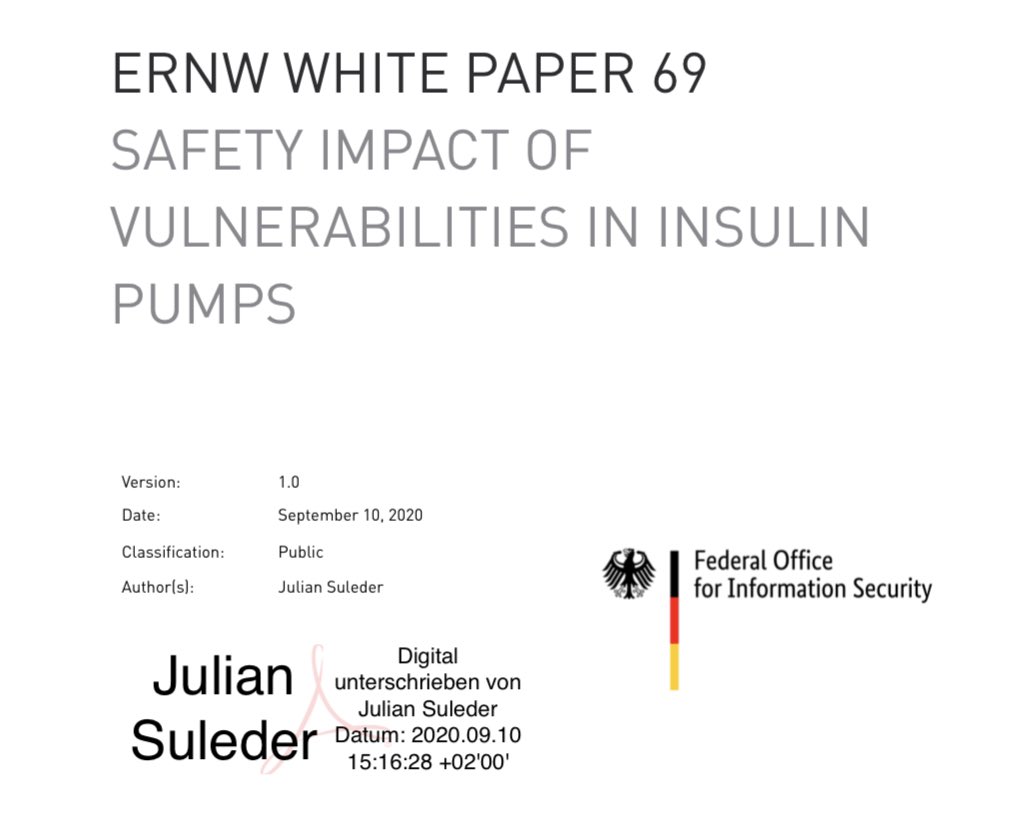 ERNW WHITE PAPER 69
SAFETY IMPACT OF
VULNERABILITIES IN INSULIN
PUMPS
Version: 1.0
Date: September 10, 2020
Classification: Public
Author(s): Julian Suleder
Federal Office
for Information Security
Julian
Suleder
Digital
unterschrieben von
Julian Suleder
Datum: 2020.09.10
15:16:28 +02'00'